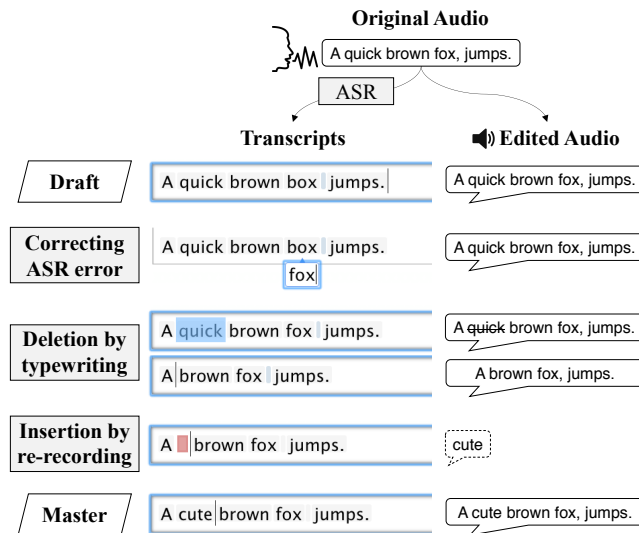 Original Audio
A quick brown fox, jumps.
ASR
Transcripts
Edited Audio
Draft
A quick brown box jumps.
A quick brown fox, jumps.
Correcting
ASR error
A quick brown box jumps.
fox
A quick brown fox, jumps.
Deletion by
typewriting
A quick brown fox jumps.
A quick brown fox, jumps.
A brown fox jumps.
A brown fox, jumps.
Insertion by
re-recording
A brown fox jumps.
cute
Master
A cute brown fox jumps.
A cute brown fox, jumps.